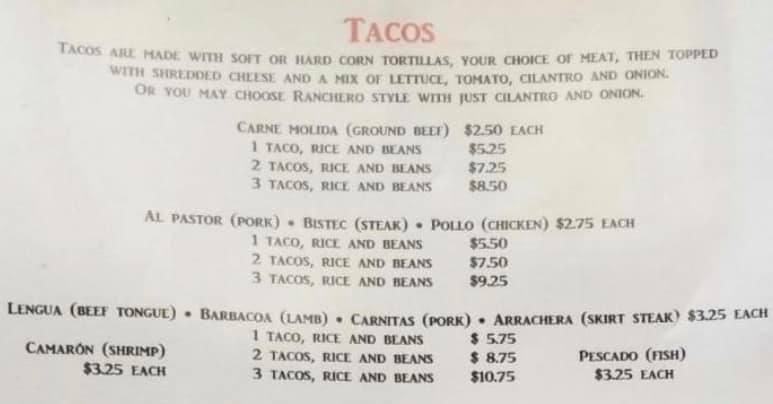 TACOS
TACOS ARE MADE WITH SOFT OR HARD CORN TORTILLAS, YOUR CHOICE OF MEAT, THEN TOPPED
WITH SHREDDED CHEESE AND A MIX OF LETTUCE, TOMATO, CILANTRO AND ONION.
OR YOU MAY CHOOSE RANCHERO STYLE WITH JUST CILANTRO AND ONION.
CARNE MOLIDA (GROUND BEEF) $2.50 EACH
1 TACO, RICE AND BEANS $5.25
2 TACOS, RICE AND BEANS $7.25
3 TACOS, RICE AND BEANS $8.50
AL PASTOR (PORK) • BISTEC (STEAK) • POLLO (CHICKEN) $2.75 EACH
1 TACO, RICE AND BEANS $5.50
2 TACOS, RICE AND BEANS $7.50
3 TACOS, RICE AND BEANS $9.25
LENGUA (BEEF TONGUE) • BARBACOA (LAMB) • CARNITAS (PORK) • ARRACHERA (SKIRT STEAK) $3.25 EACH
1 TACO, RICE AND BEANS $ 5.75
2 TACOS, RICE AND BEANS $ 8.75
3 TACOS, RICE AND BEANS $10.75
CAMARÓN (SHRIMP)
$3.25 EACH
PESCADO (FISH)
$3.25 EACH